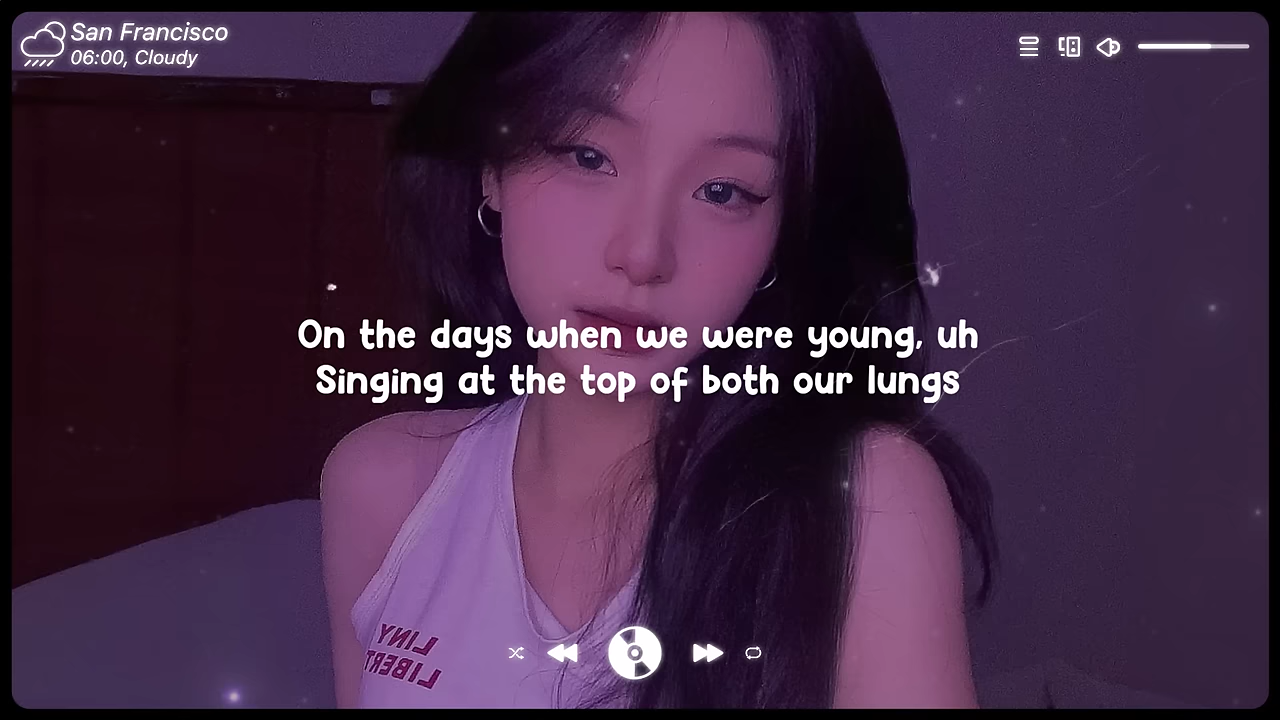 San Francisco
06:00, Cloudy
On the days when we were young, uh
Singing at the top of both our lungs
LINY
LIBERT